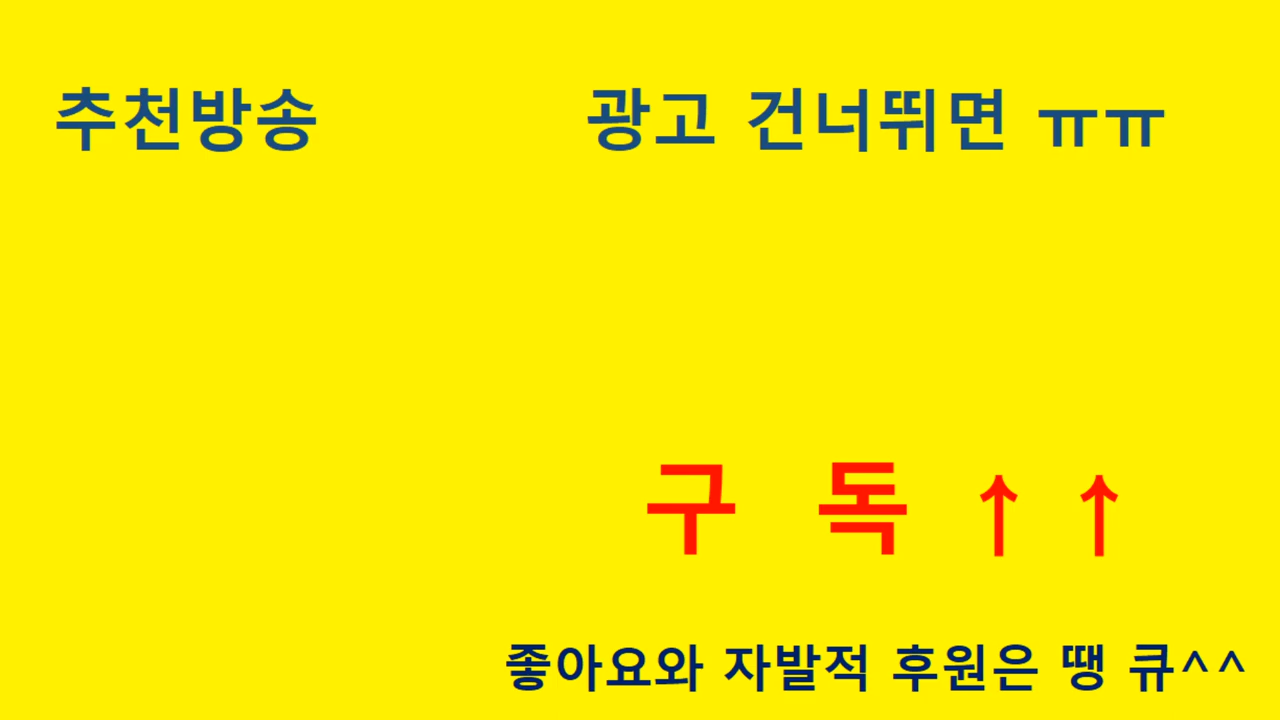 추천방송
광고 건너뛰면 ㅠㅠ
구 독 ↑ ↑
좋아요와 자발적 후원은 땡 큐^^